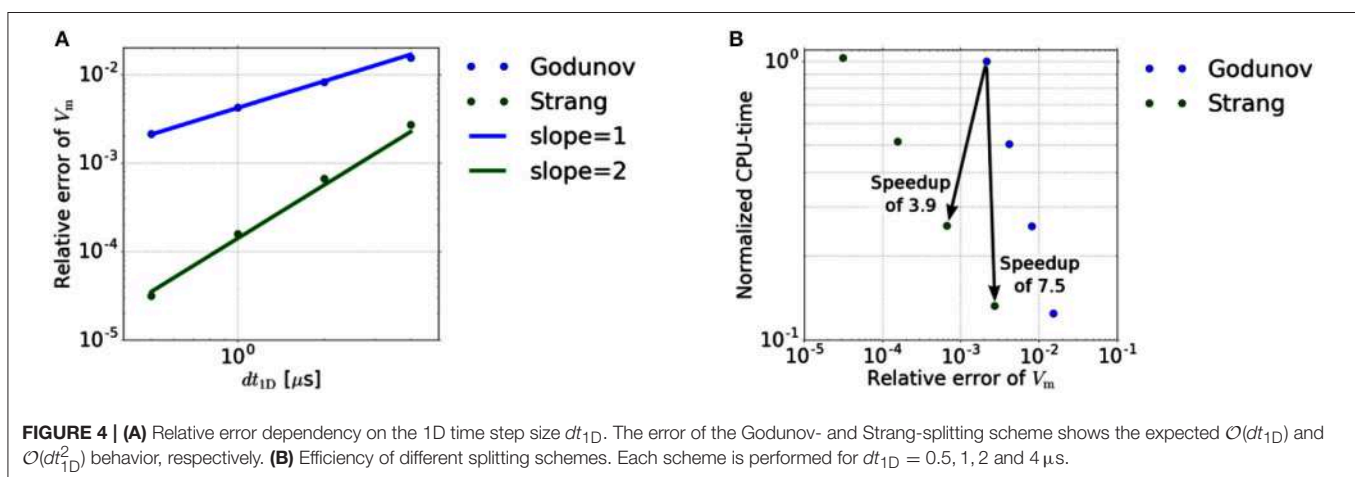 A
10⁻²
10⁻³
10⁻⁴
10⁻⁵
Relative error of Vₘ
10⁰
dt₁D [μs]
Godunov
Strang
slope=1
slope=2
B
10⁰
10⁻¹
Normalized CPU-time
Speedup
of 3.9
Speedup
of 7.5
10⁻⁵ 10⁻⁴ 10⁻³ 10⁻² 10⁻¹
Relative error of Vₘ
Godunov
Strang
FIGURE 4 | (A) Relative error dependency on the 1D time step size dt₁D. The error of the Godunov- and Strang-splitting scheme shows the expected O(dt₁D) and
O(dt²₁D) behavior, respectively. (B) Efficiency of different splitting schemes. Each scheme is performed for dt₁D = 0.5, 1, 2 and 4 μs.